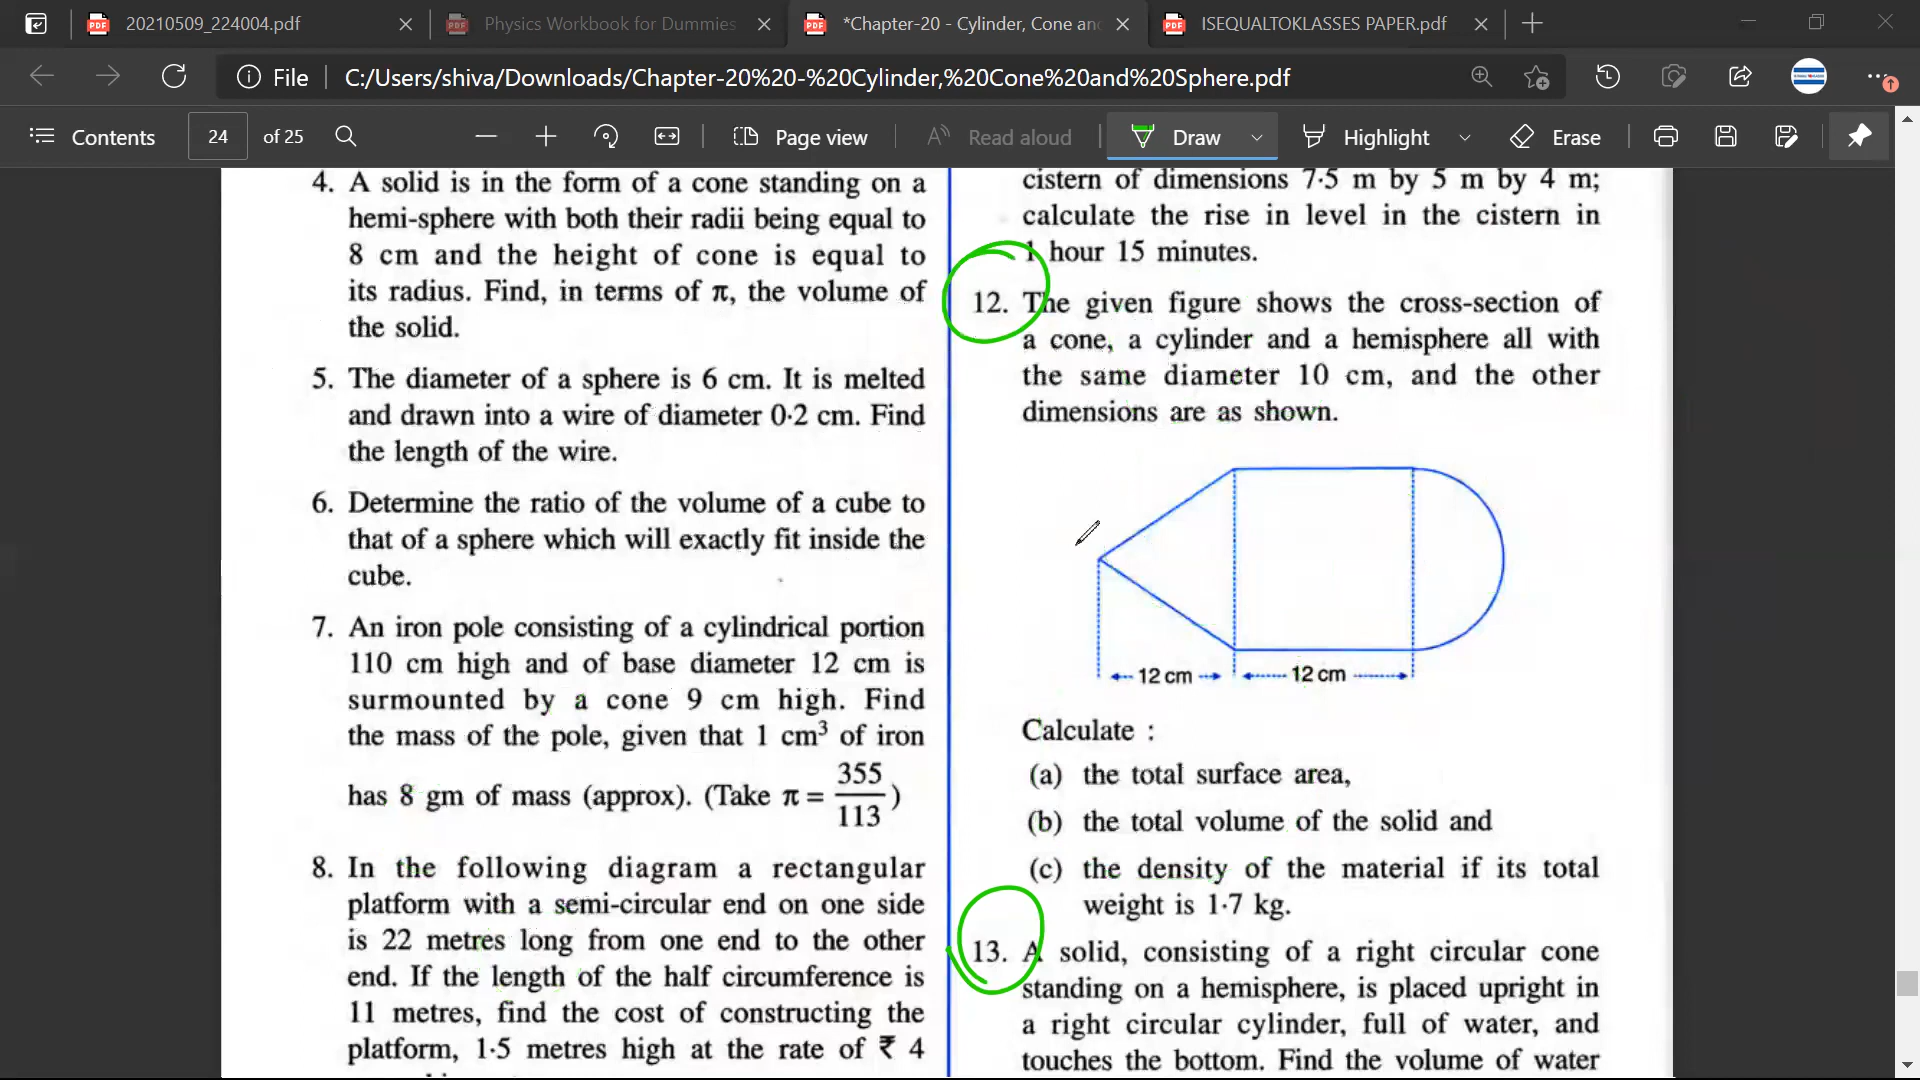 20210509_224004.pdf
Physics Workbook for Dummies
*Chapter-20 - Cylinder, Cone and
ISEQUALTOKLASSES PAPER.pdf
File
C:/Users/shiva/Downloads/Chapter-20%20-%20Cylinder,%20Cone%20and%20Sphere.pdf
Contents
24
of 25
Page view
Read aloud
Draw
Highlight
Erase
4. A solid is in the form of a cone standing on a
hemi-sphere with both their radii being equal to
8 cm and the height of cone is equal to
its radius. Find, in terms of π, the volume of
the solid.
5. The diameter of a sphere is 6 cm. It is melted
and drawn into a wire of diameter 0·2 cm. Find
the length of the wire.
6. Determine the ratio of the volume of a cube to
that of a sphere which will exactly fit inside the
cube.
7. An iron pole consisting of a cylindrical portion
110 cm high and of base diameter 12 cm is
surmounted by a cone 9 cm high. Find
the mass of the pole, given that 1 cm³ of iron
has 8 gm of mass (approx). (Take π = 355/113)
8. In the following diagram a rectangular
platform with a semi-circular end on one side
is 22 metres long from one end to the other
end. If the length of the half circumference is
11 metres, find the cost of constructing the
platform, 1·5 metres high at the rate of ₹ 4
cistern of dimensions 7·5 m by 5 m by 4 m;
calculate the rise in level in the cistern in
1 hour 15 minutes.
12. The given figure shows the cross-section of
a cone, a cylinder and a hemisphere all with
the same diameter 10 cm, and the other
dimensions are as shown.
12 cm
12 cm
Calculate :
(a) the total surface area,
(b) the total volume of the solid and
(c) the density of the material if its total
weight is 1·7 kg.
13. A solid, consisting of a right circular cone
standing on a hemisphere, is placed upright in
a right circular cylinder, full of water, and
touches the bottom. Find the volume of water